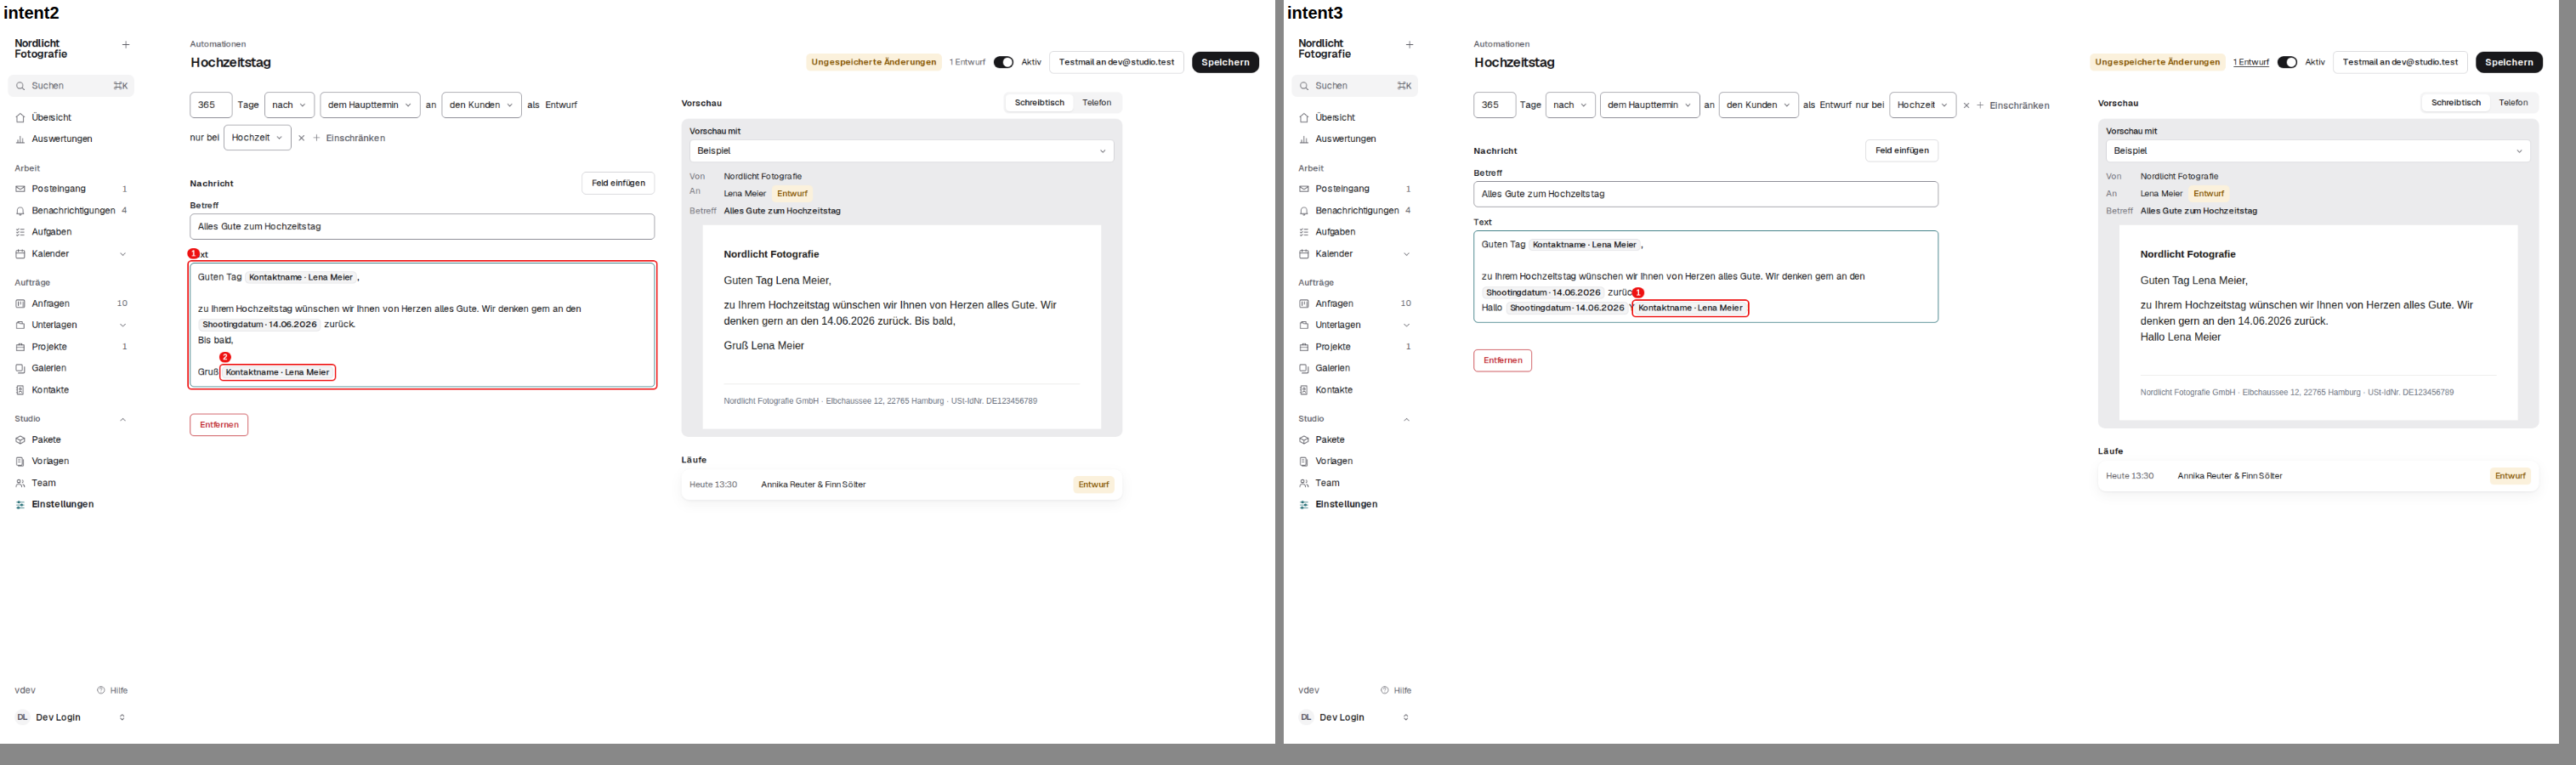 intent2
Nordlicht
Fotografie
Suchen ⌘K
Übersicht
Auswertungen
Arbeit
Posteingang 1
Benachrichtigungen 4
Aufgaben
Kalender
Aufträge
Anfragen 10
Unterlagen
Projekte 1
Galerien
Kontakte
Studio
Pakete
Vorlagen
Team
Einstellungen
vdev Hilfe
DL Dev Login
Automationen
Hochzeitstag
Ungespeicherte Änderungen 1 Entwurf Aktiv Testmail an dev@studio.test Speichern
365 Tage nach dem Haupttermin an den Kunden als Entwurf
nur bei Hochzeit × + Einschränken
Nachricht Feld einfügen
Betreff
Alles Gute zum Hochzeitstag
1 xt
Guten Tag Kontaktname · Lena Meier,
zu Ihrem Hochzeitstag wünschen wir Ihnen von Herzen alles Gute. Wir denken gern an den
Shootingdatum · 14.06.2026 zurück.
Bis bald,
2
Gruß Kontaktname · Lena Meier
Entfernen
Vorschau Schreibtisch Telefon
Vorschau mit
Beispiel
Von Nordlicht Fotografie
An Lena Meier Entwurf
Betreff Alles Gute zum Hochzeitstag
Nordlicht Fotografie
Guten Tag Lena Meier,
zu Ihrem Hochzeitstag wünschen wir Ihnen von Herzen alles Gute. Wir
denken gern an den 14.06.2026 zurück. Bis bald,
Gruß Lena Meier
Nordlicht Fotografie GmbH · Elbchaussee 12, 22765 Hamburg · USt-IdNr. DE123456789
Läufe
Heute 13:30 Annika Reuter & Finn Sölter Entwurf
intent3
Nordlicht
Fotografie
Suchen ⌘K
Übersicht
Auswertungen
Arbeit
Posteingang 1
Benachrichtigungen 4
Aufgaben
Kalender
Aufträge
Anfragen 10
Unterlagen
Projekte 1
Galerien
Kontakte
Studio
Pakete
Vorlagen
Team
Einstellungen
vdev Hilfe
DL Dev Login
Automationen
Hochzeitstag
Ungespeicherte Änderungen 1 Entwurf Aktiv Testmail an dev@studio.test Speichern
365 Tage nach dem Haupttermin an den Kunden als Entwurf nur bei Hochzeit × + Einschränken
Nachricht Feld einfügen
Betreff
Alles Gute zum Hochzeitstag
Text
Guten Tag Kontaktname · Lena Meier,
zu Ihrem Hochzeitstag wünschen wir Ihnen von Herzen alles Gute. Wir denken gern an den
Shootingdatum · 14.06.2026 zurüc 1
Hallo Shootingdatum · 14.06.2026 Kontaktname · Lena Meier
Entfernen
Vorschau Schreibtisch Telefon
Vorschau mit
Beispiel
Von Nordlicht Fotografie
An Lena Meier Entwurf
Betreff Alles Gute zum Hochzeitstag
Nordlicht Fotografie
Guten Tag Lena Meier,
zu Ihrem Hochzeitstag wünschen wir Ihnen von Herzen alles Gute. Wir
denken gern an den 14.06.2026 zurück.
Hallo Lena Meier
Nordlicht Fotografie GmbH · Elbchaussee 12, 22765 Hamburg · USt-IdNr. DE123456789
Läufe
Heute 13:30 Annika Reuter & Finn Sölter Entwurf